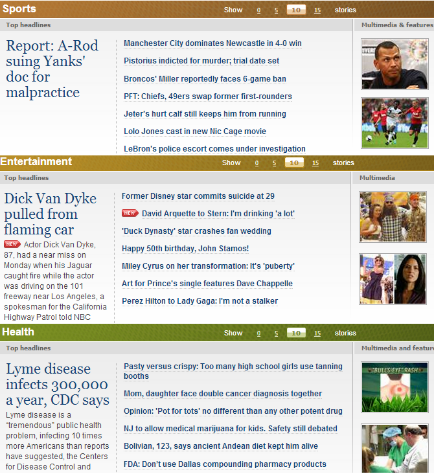 Sports
Show 0 5 10 15 stories
Top headlines
Multimedia & features
Report: A-Rod
suing Yanks'
doc for
malpractice
Manchester City dominates Newcastle in 4-0 win
Pistorius indicted for murder; trial date set
Broncos' Miller reportedly faces 6-game ban
PFT: Chiefs, 49ers swap former first-rounders
Jeter's hurt calf still keeps him from running
Lolo Jones cast in new Nic Cage movie
LeBron's police escort comes under investigation
Entertainment
Show 0 5 10 15 stories
Top headlines
Multimedia
Dick Van Dyke
pulled from
flaming car
NEW Actor Dick Van Dyke,
87, had a near miss on
Monday when his Jaguar
caught fire while the actor
was driving on the 101
freeway near Los Angeles, a
spokesman for the California
Highway Patrol told NBC
Former Disney star commits suicide at 29
NEW David Arquette to Stern: I'm drinking 'a lot'
'Duck Dynasty' star crashes fan wedding
Happy 50th birthday, John Stamos!
Miley Cyrus on her transformation: It's 'puberty'
Art for Prince's single features Dave Chappelle
Perez Hilton to Lady Gaga: I'm not a stalker
Health
Show 0 5 10 15 stories
Top headlines
Multimedia and feature
Lyme disease
infects 300,000
a year, CDC says
Lyme disease is a
"tremendous" public health
problem, infecting 10 times
more Americans than reports
have suggested, the Centers
for Disease Control and
Pasty versus crispy: Too many high school girls use tanning
booths
Mom, daughter face double cancer diagnosis together
Opinion: 'Pot for tots' no different than any other potent drug
NJ to allow medical marijuana for kids. Safety still debated
Bolivian, 123, says ancient Andean diet kept him alive
FDA: Don't use Dallas compounding pharmacy products
BULL'S-EYE RASH